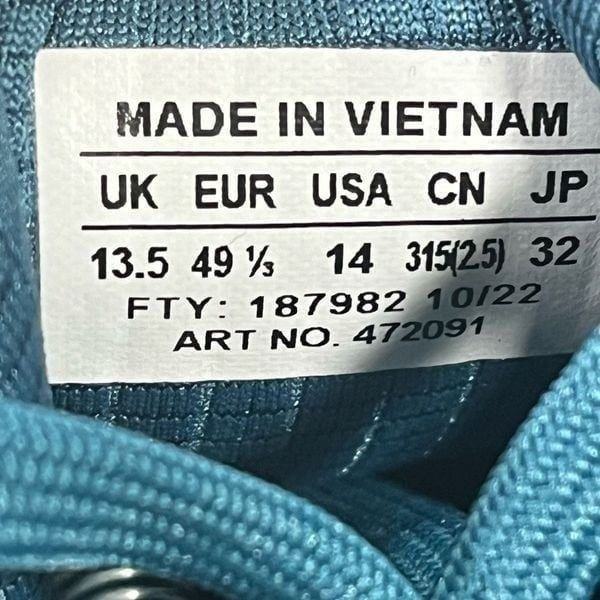 MADE IN VIETNAM
UK EUR USA CN JP
13.5 49 ⅓ 14 315(2.5) 32
FTY: 187982 10/22
ART NO. 472091